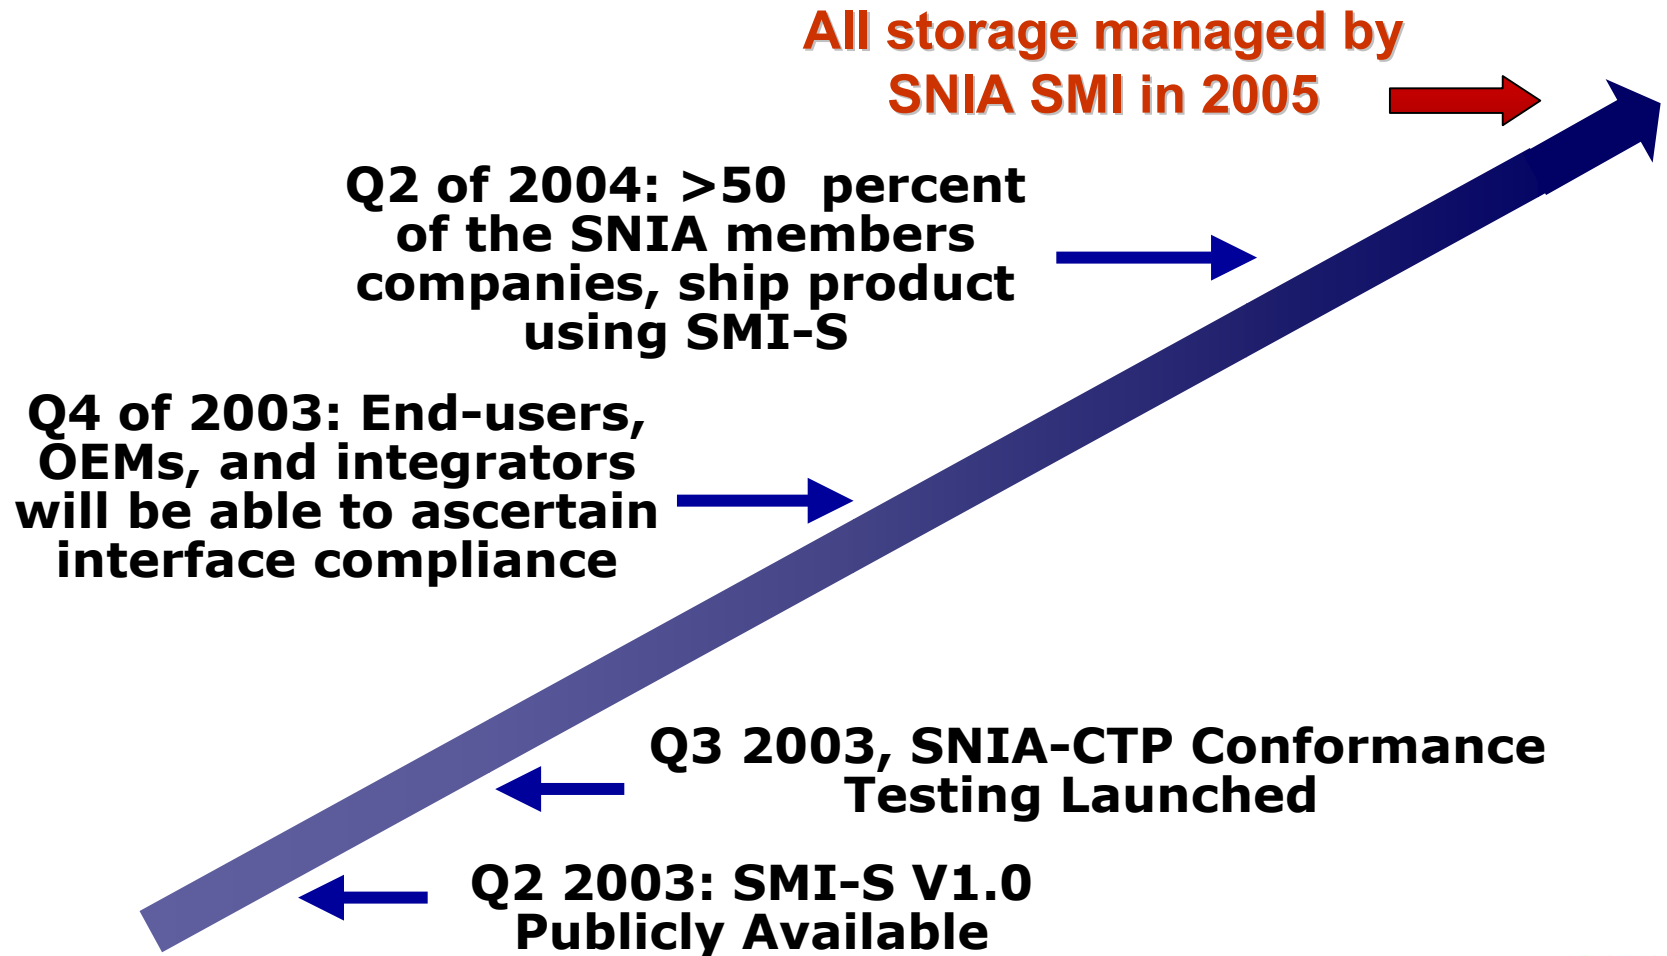 All storage managed by
SNIA SMI in 2005
Q2 of 2004: >50 percent
of the SNIA members
companies, ship product
using SMI-S
Q4 of 2003: End-users,
OEMs, and integrators
will be able to ascertain
interface compliance
Q3 2003, SNIA-CTP Conformance
Testing Launched
Q2 2003: SMI-S V1.0
Publicly Available